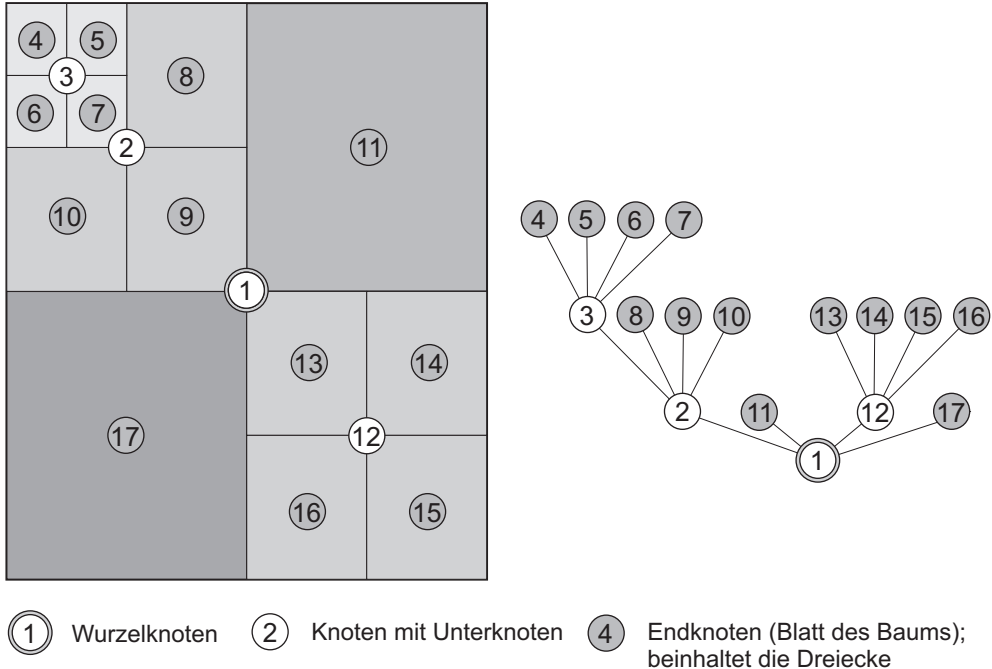 4 5
3 8
6 7
2 11
10 9
1
13 14
17 12
16 15
4 5 6 7
3 8 9 10 13 14 15 16
2 11 12 17
1
1 Wurzelknoten 2 Knoten mit Unterknoten 4 Endknoten (Blatt des Baums);
beinhaltet die Dreiecke